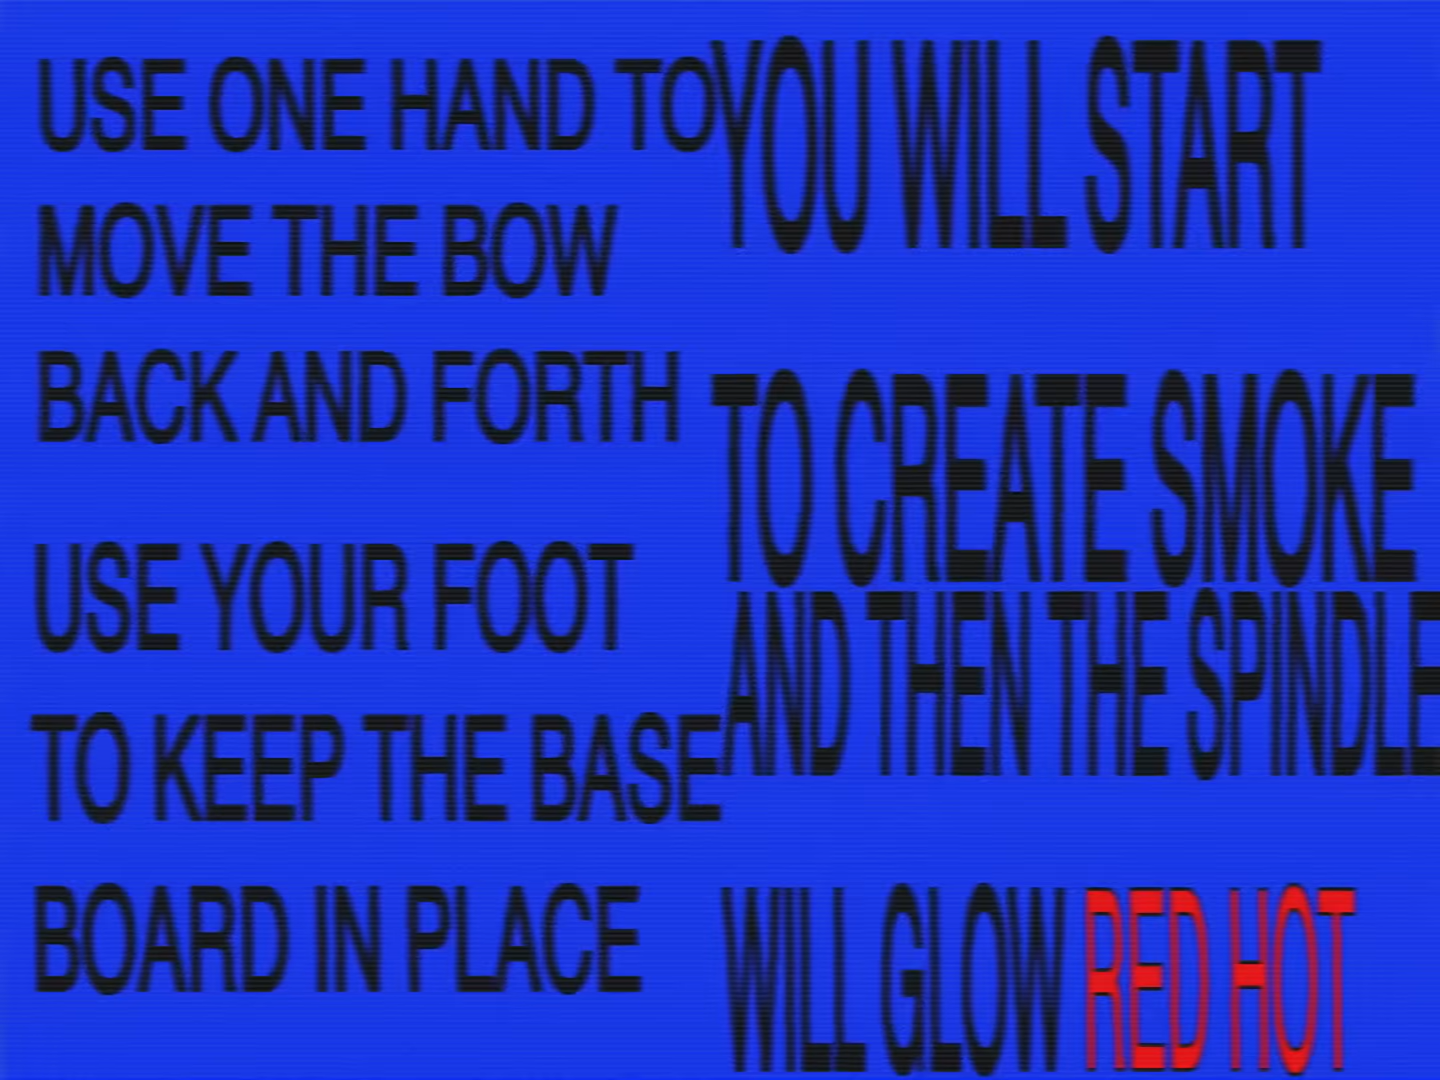 USE ONE HAND TO
MOVE THE BOW
BACK AND FORTH
USE YOUR FOOT
TO KEEP THE BASE
BOARD IN PLACE
YOU WILL START
TO CREATE SMOKE
AND THEN THE SPINDLE
WILL GLOW RED HOT